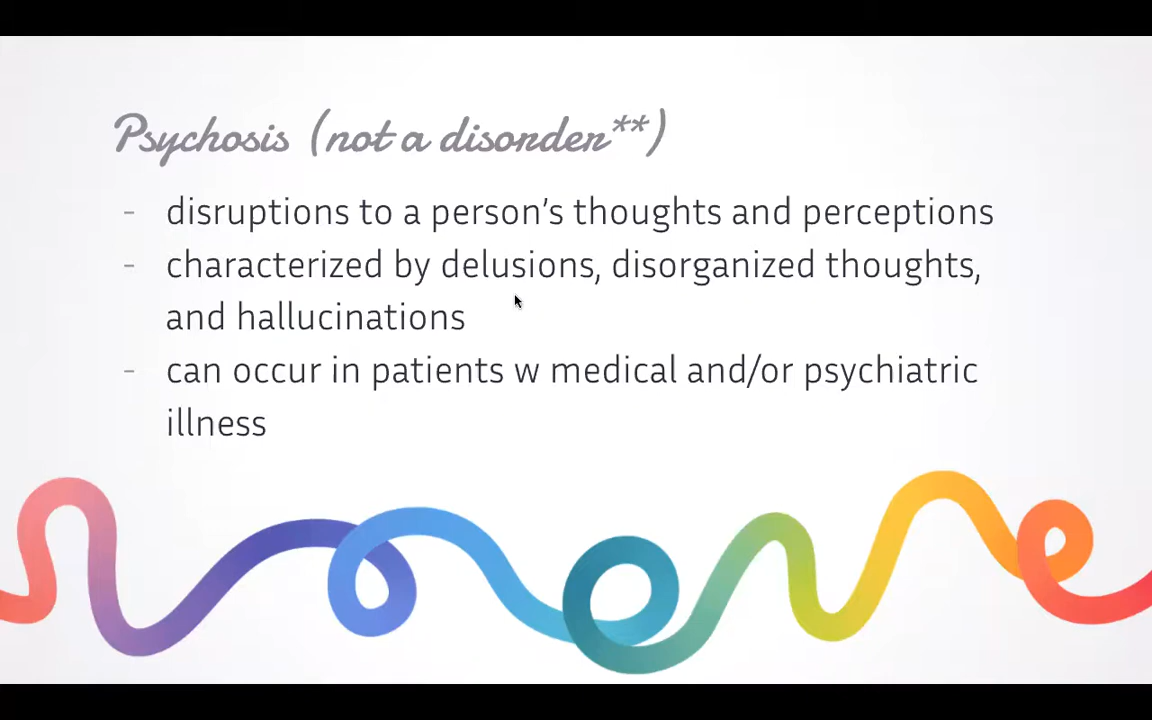 Psychosis (not a disorder**)
- disruptions to a person's thoughts and perceptions
- characterized by delusions, disorganized thoughts,
and hallucinations
- can occur in patients w medical and/or psychiatric
illness